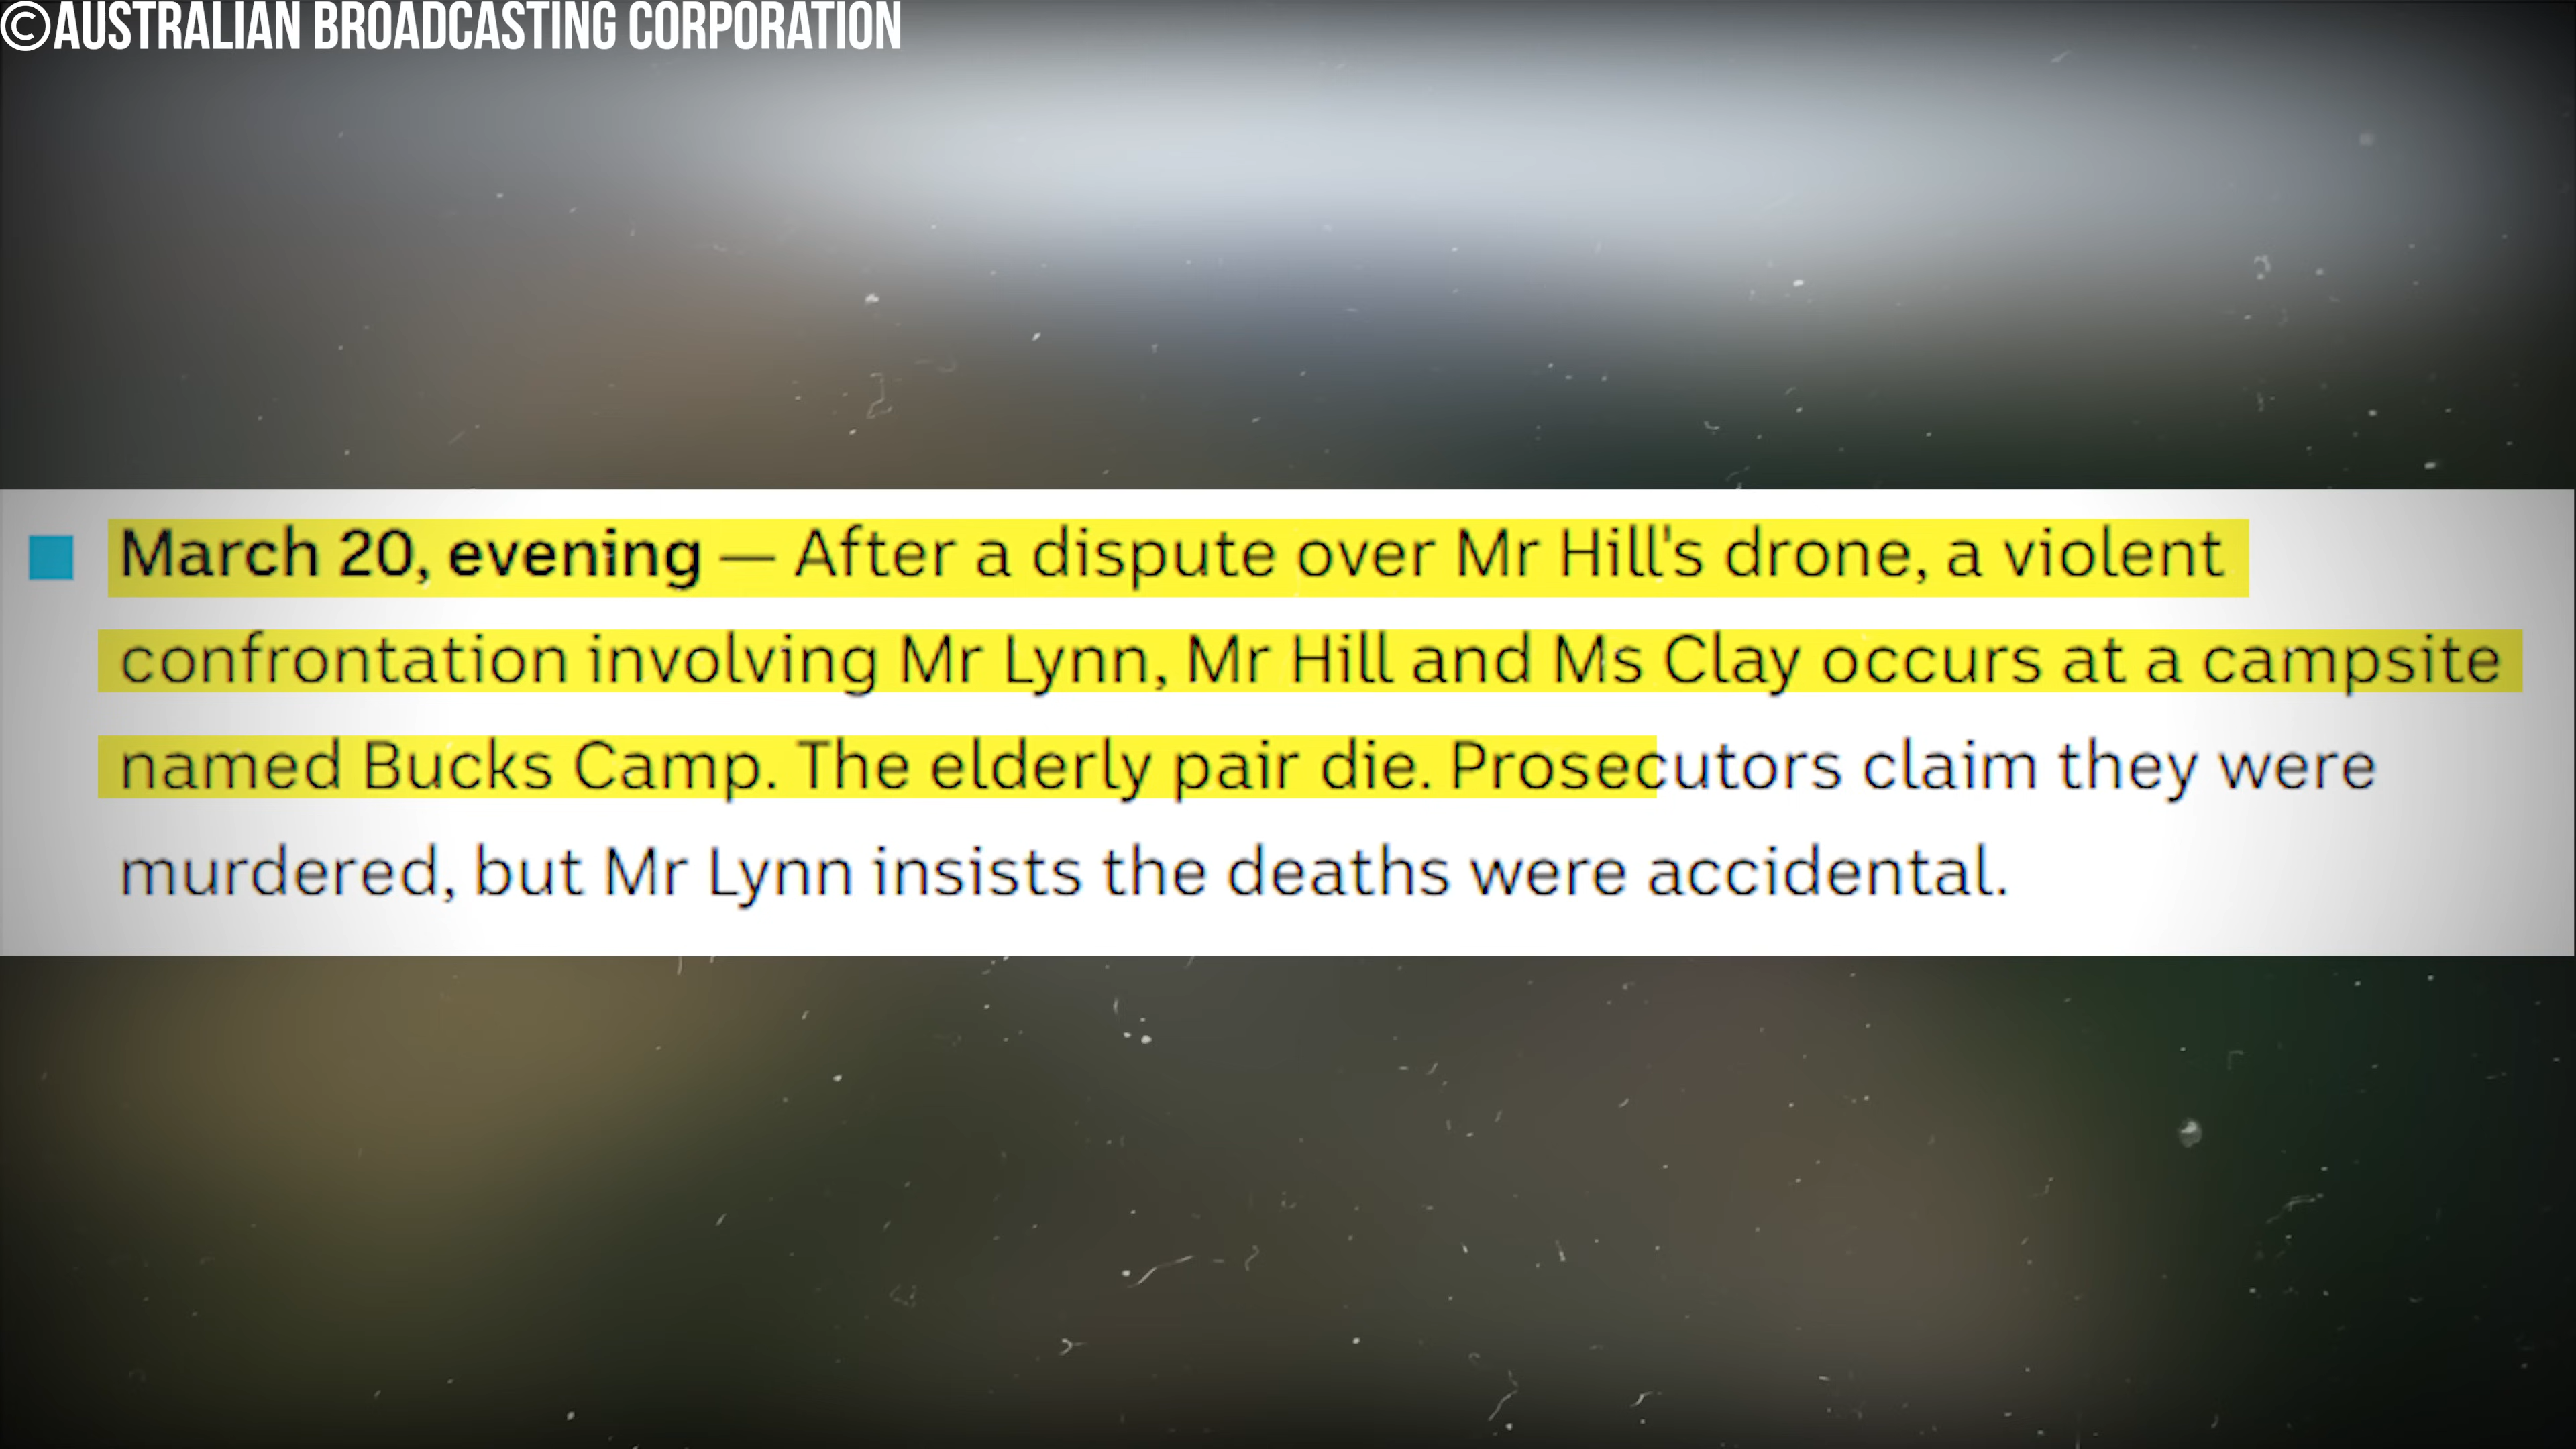 ©AUSTRALIAN BROADCASTING CORPORATION
March 20, evening — After a dispute over Mr Hill's drone, a violent
confrontation involving Mr Lynn, Mr Hill and Ms Clay occurs at a campsite
named Bucks Camp. The elderly pair die. Prosecutors claim they were
murdered, but Mr Lynn insists the deaths were accidental.